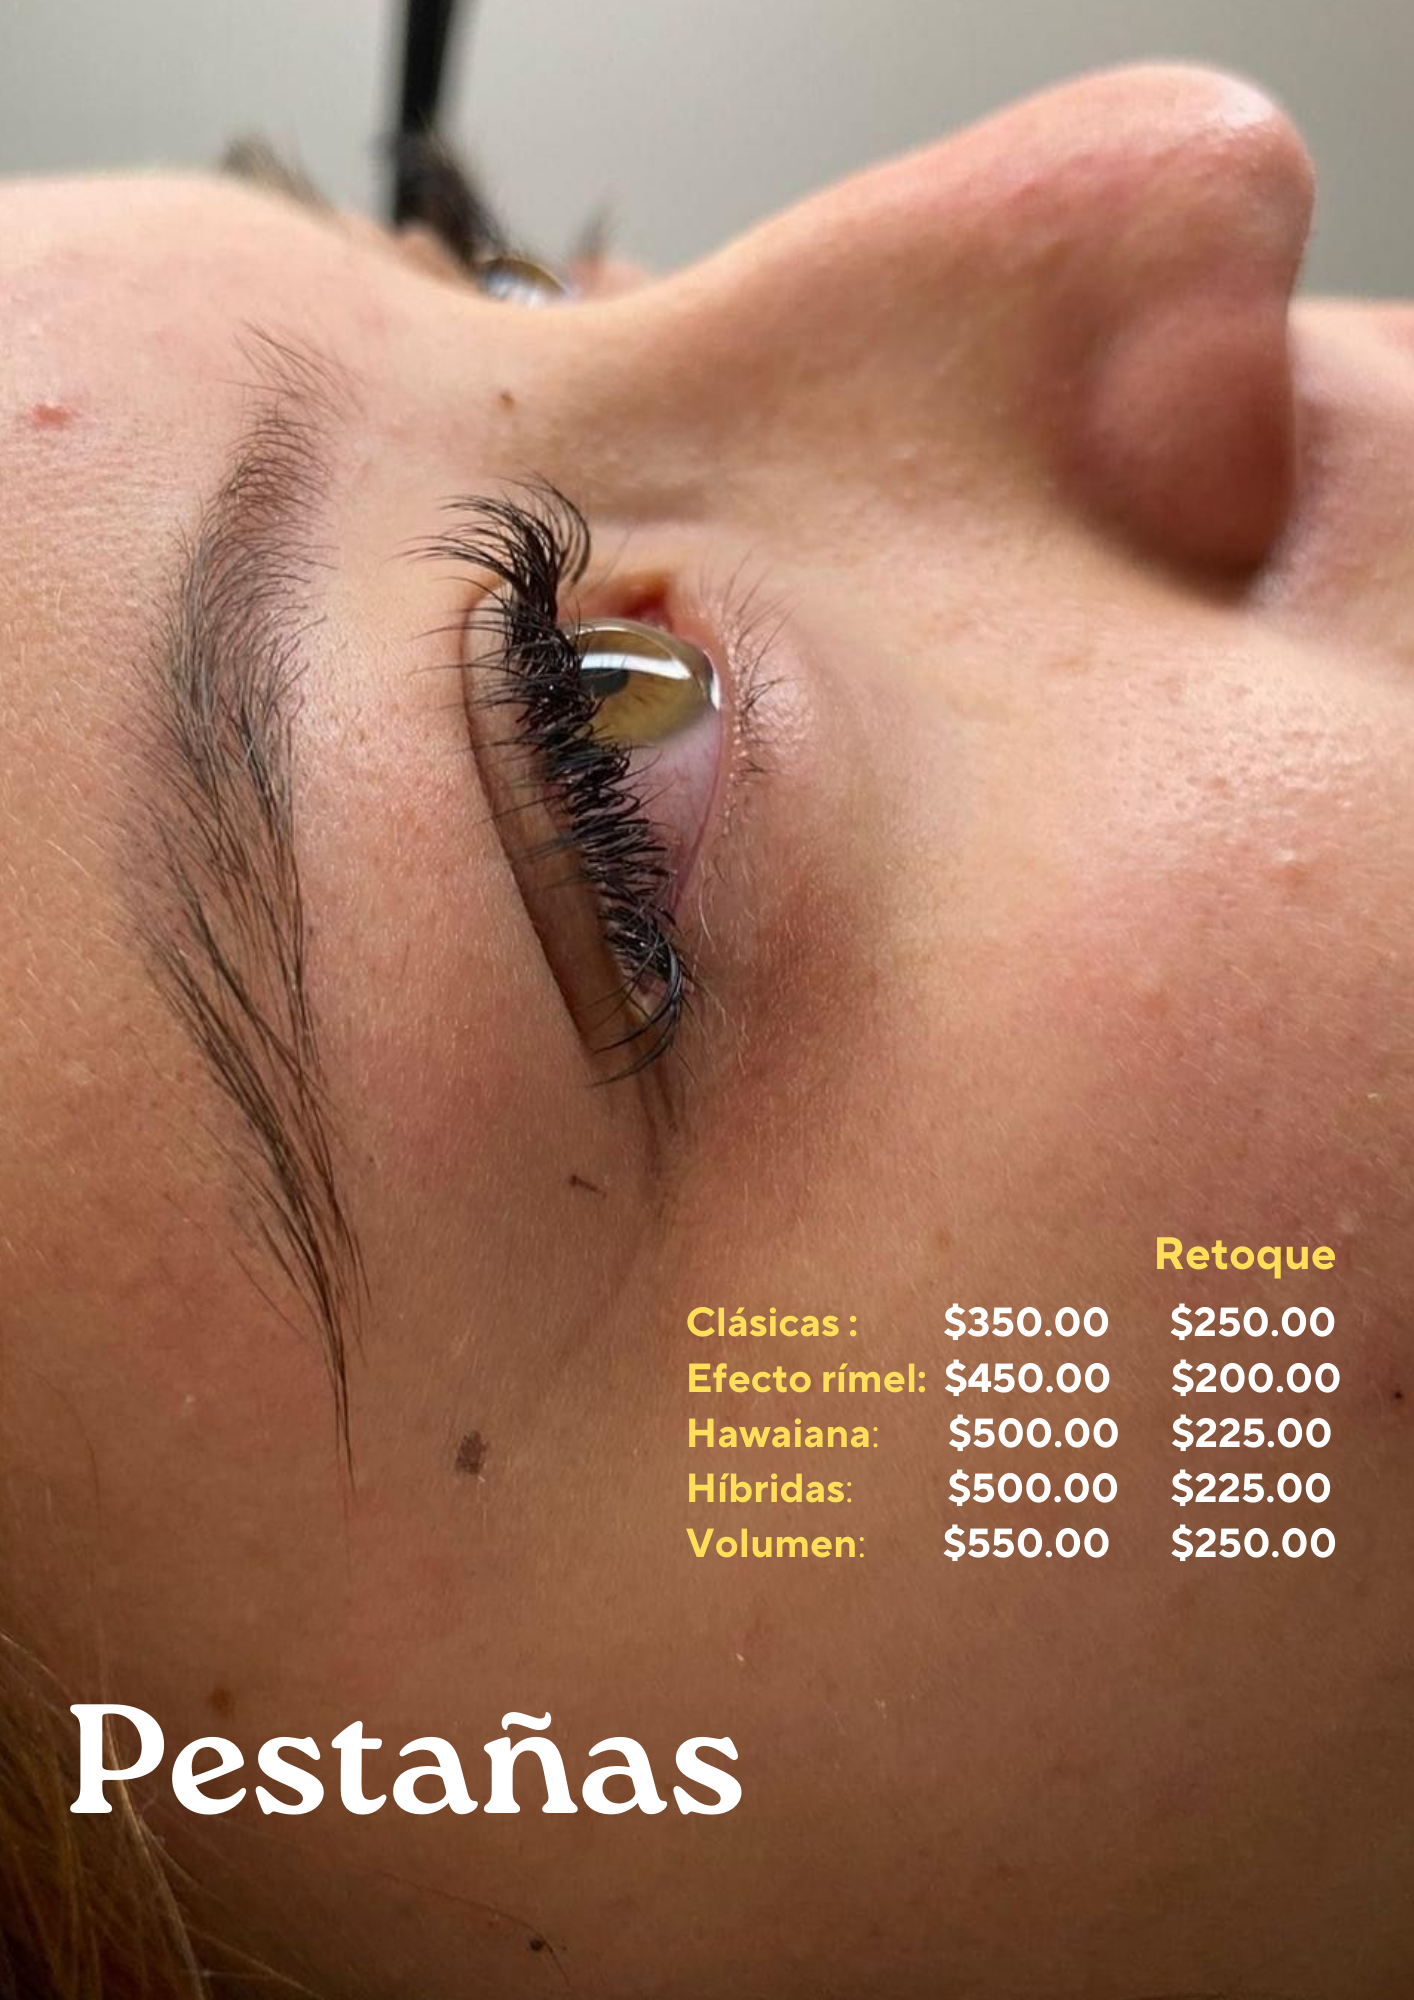 Retoque
Clásicas : $350.00 $250.00
Efecto rímel: $450.00 $200.00
Hawaiana: $500.00 $225.00
Híbridas: $500.00 $225.00
Volumen: $550.00 $250.00
Pestañas